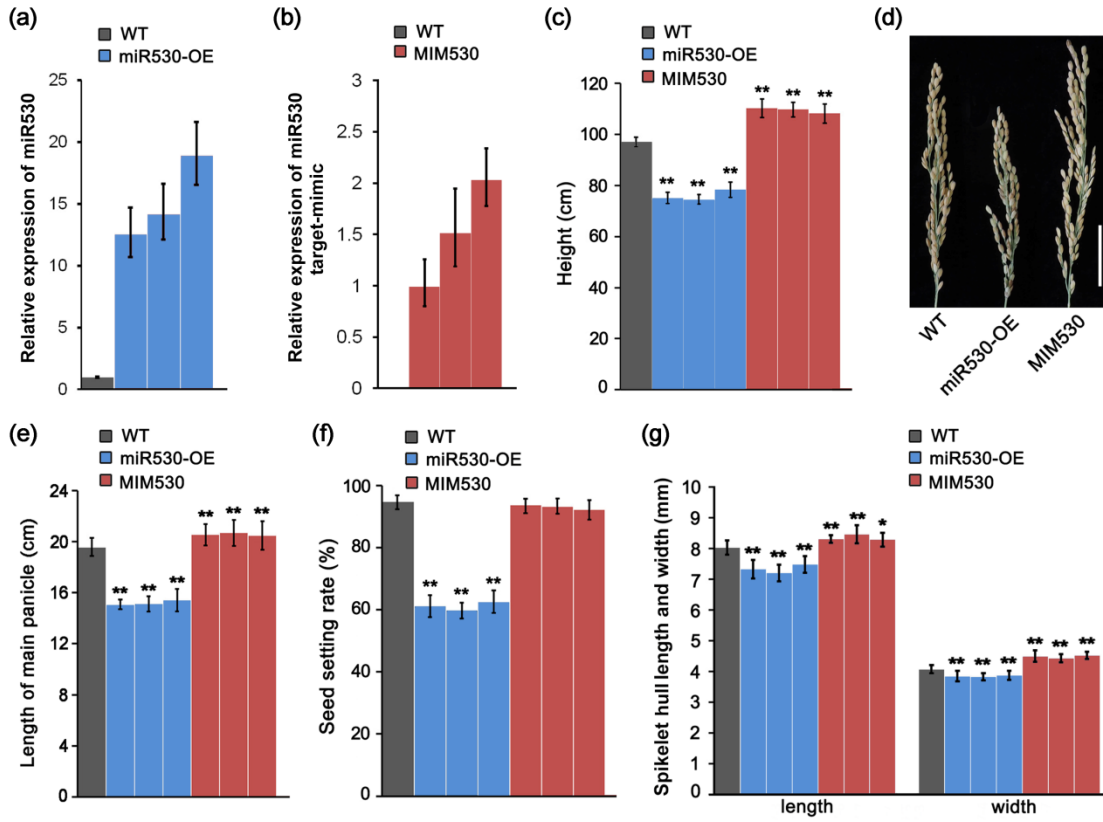 (a)
WT
miR530-OE
Relative expression of miR530
25
20
15
10
5
0
(b)
WT
MIM530
Relative expression of miR530
target-mimic
3
2.5
2
1.5
1
0.5
0
(c)
WT
miR530-OE
MIM530
Height (cm)
120
100
80
60
40
20
0
** ** ** ** ** **
(d)
WT
miR530-OE
MIM530
(e)
WT
miR530-OE
MIM530
Length of main panicle (cm)
24
20
16
12
8
4
0
** ** ** ** ** **
(f)
WT
miR530-OE
MIM530
Seed setting rate (%)
100
80
60
40
20
0
** ** **
(g)
WT
miR530-OE
MIM530
Spikelet hull length and width (mm)
10
9
8
7
6
5
4
3
2
1
0
** ** ** ** ** *
** ** ** ** ** **
length
width